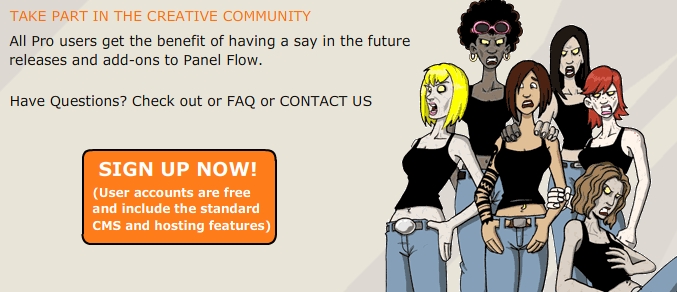 TAKE PART IN THE CREATIVE COMMUNITY
All Pro users get the benefit of having a say in the future
releases and add-ons to Panel Flow.
Have Questions? Check out or FAQ or CONTACT US
SIGN UP NOW!
(User accounts are free
and include the standard
CMS and hosting features)